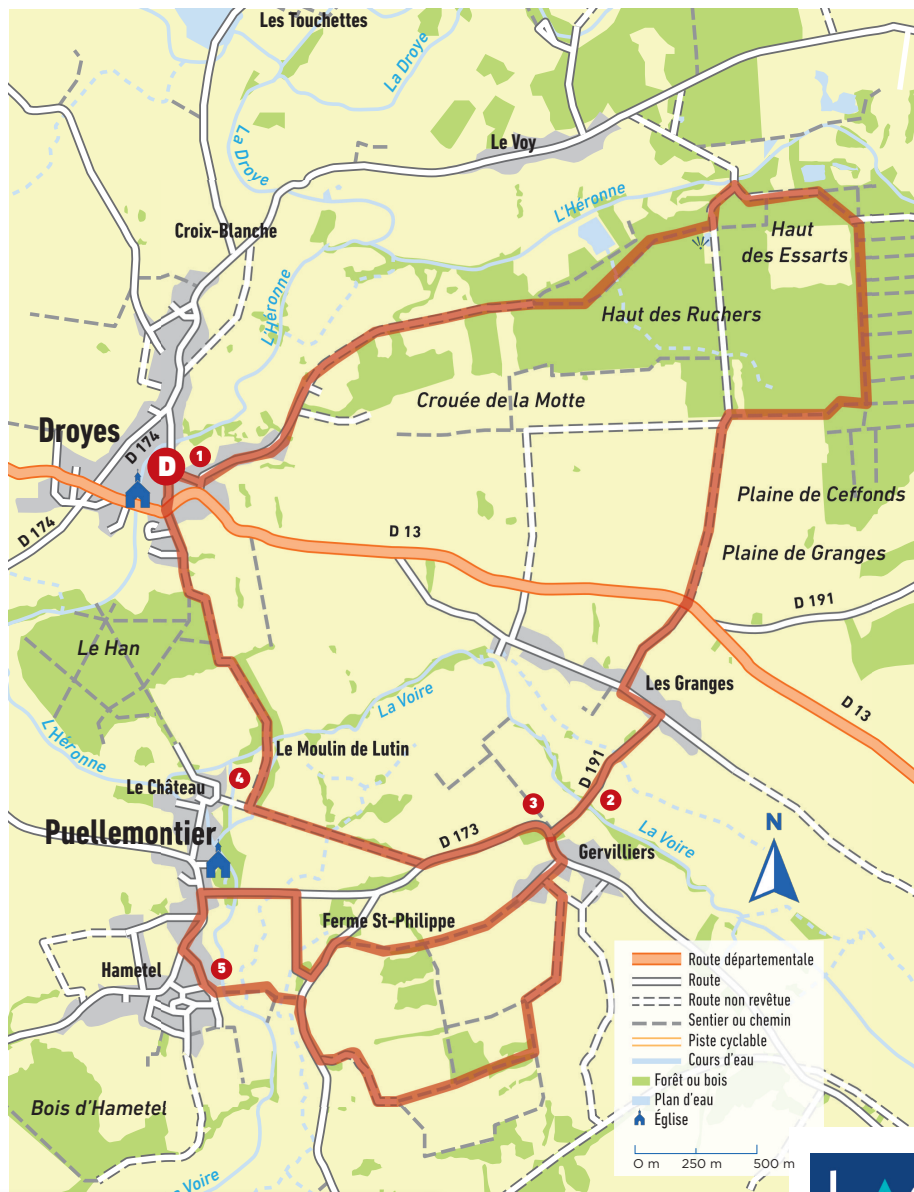 Les Touchettes
La Droye
La Droye
Le Voy
L'Héronne
Croix-Blanche
Haut
des Essarts
L'Héronne
Haut des Ruchers
Crouée de la Motte
Droyes
D 174
D
1
Plaine de Ceffonds
D 174
D 13
Plaine de Granges
D 191
Le Han
Les Granges
La Voire
D 13
L'Héronne
Le Moulin de Lutin
D 191
4
Le Château
3
2
Puellemontier
D 173
La Voire
N
Gervilliers
Ferme St-Philippe
Hametel
5
Route départementale
Route
Route non revêtue
Sentier ou chemin
Piste cyclable
Cours d'eau
Forêt ou bois
Plan d'eau
Église
Bois d'Hametel
0 m 250 m 500 m
La Voire